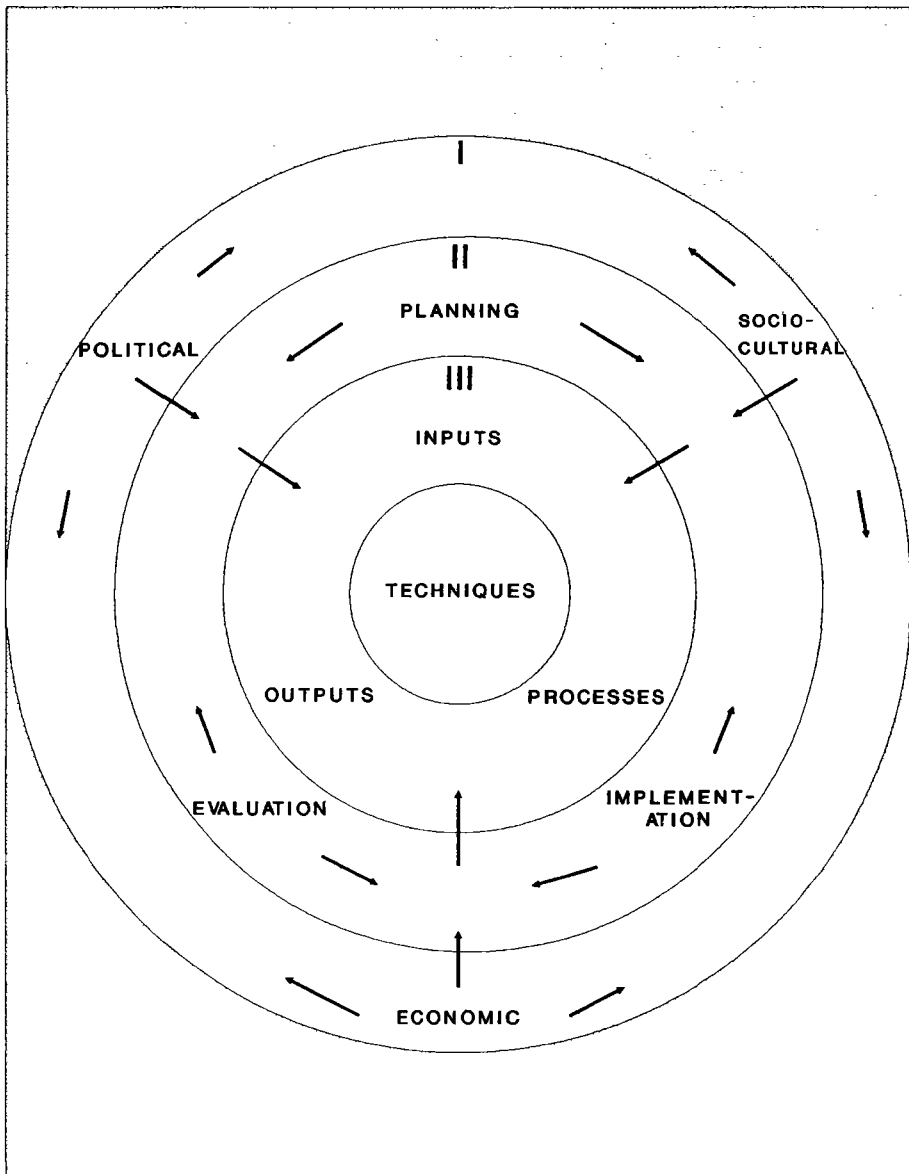 I
II
PLANNING
SOCIO-
CULTURAL
POLITICAL
III
INPUTS
TECHNIQUES
OUTPUTS
PROCESSES
EVALUATION
IMPLEMENT-
ATION
ECONOMIC